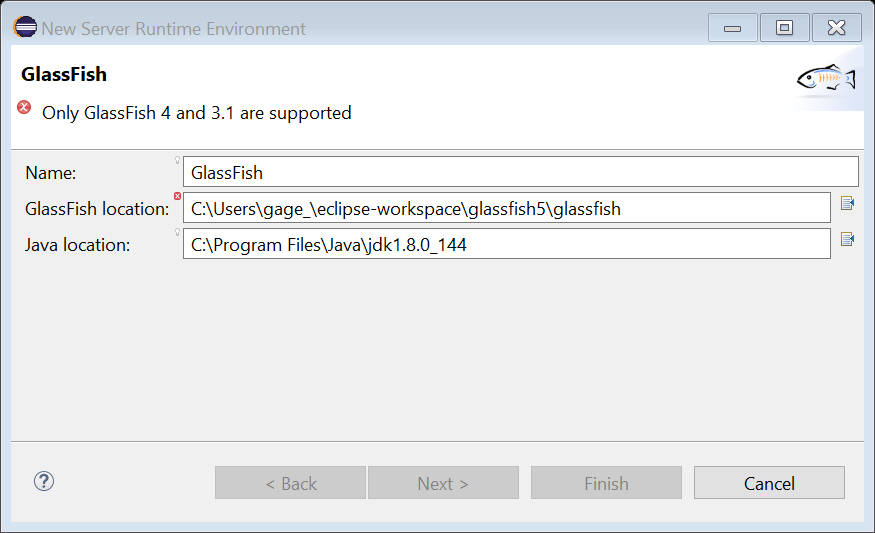 New Server Runtime Environment
GlassFish
Only GlassFish 4 and 3.1 are supported
Name: GlassFish
GlassFish location: C:\Users\gage_\eclipse-workspace\glassfish5\glassfish
Java location: C:\Program Files\Java\jdk1.8.0_144
? < Back Next > Finish Cancel